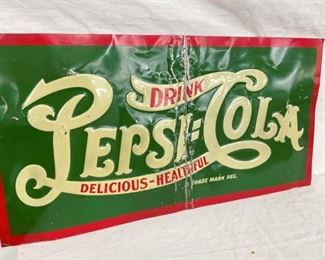 DRINK
PEPSI=COLA
DELICIOUS-HEALTHFUL
TRADE MARK REG.